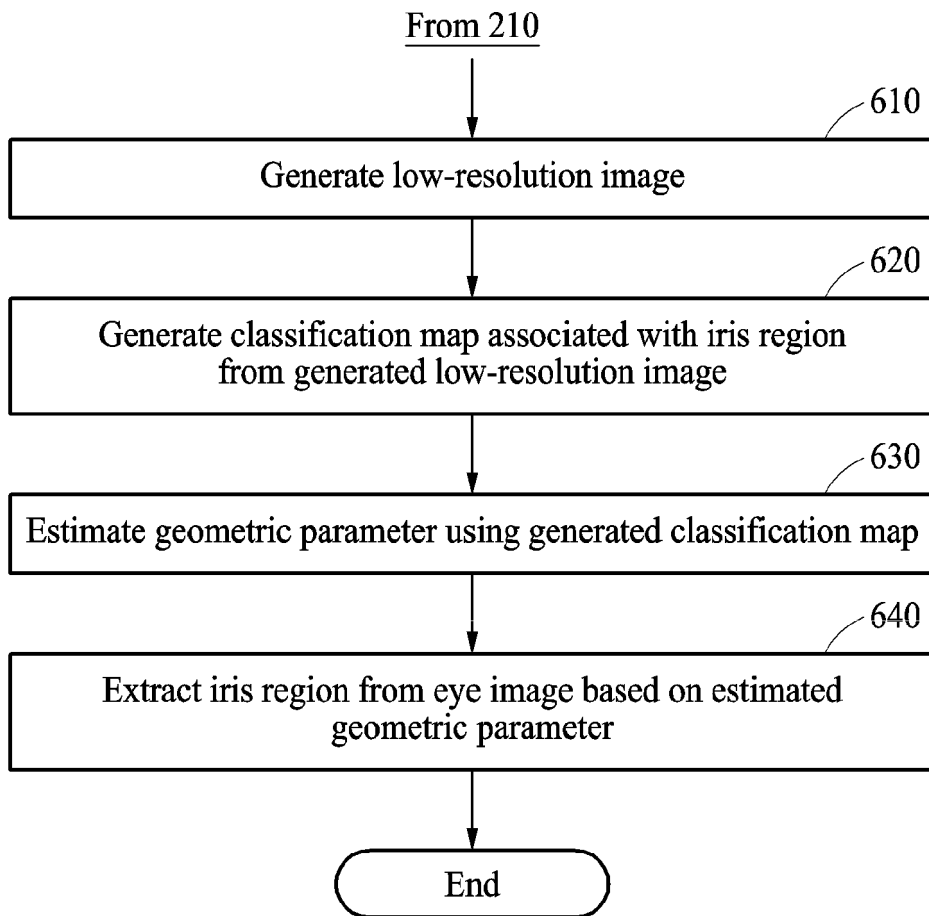 From 210
610
Generate low-resolution image
620
Generate classification map associated with iris region
from generated low-resolution image
630
Estimate geometric parameter using generated classification map
640
Extract iris region from eye image based on estimated
geometric parameter
End